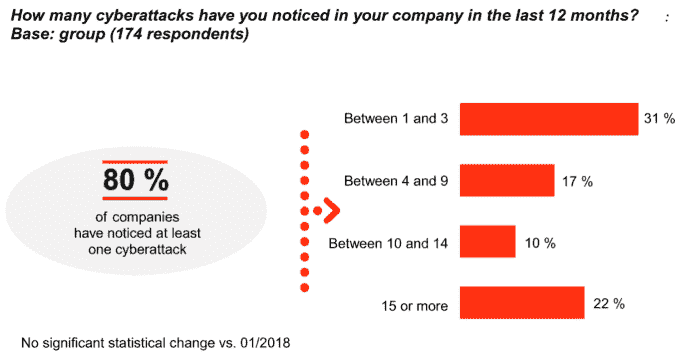 How many cyberattacks have you noticed in your company in the last 12 months? :
Base: group (174 respondents)
80 %
of companies
have noticed at least
one cyberattack
Between 1 and 3 31 %
Between 4 and 9 17 %
Between 10 and 14 10 %
15 or more 22 %
No significant statistical change vs. 01/2018